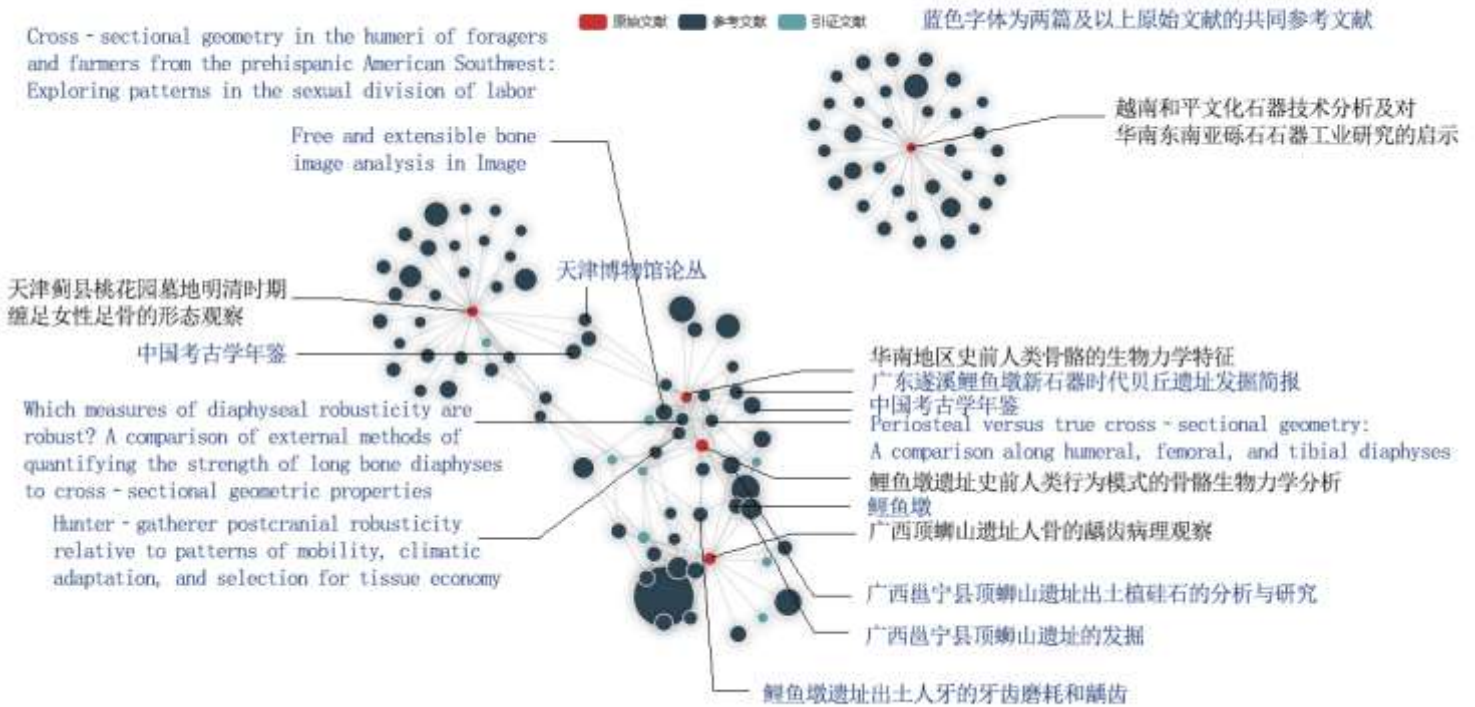 原始文献 参考文献 引证文献
蓝色字体为两篇及以上原始文献的共同参考文献
Cross - sectional geometry in the humeri of foragers
and farmers from the prehispanic American Southwest:
Exploring patterns in the sexual division of labor
Free and extensible bone
image analysis in Image
越南和平文化石器技术分析及对
华南东南亚砾石石器工业研究的启示
天津博物馆论丛
天津蓟县桃花园墓地明清时期
缠足女性足骨的形态观察
中国考古学年鉴
Which measures of diaphyseal robusticity are
robust? A comparison of external methods of
quantifying the strength of long bone diaphyses
to cross - sectional geometric properties
Hunter - gatherer postcranial robusticity
relative to patterns of mobility, climatic
adaptation, and selection for tissue economy
华南地区史前人类骨骼的生物力学特征
广东遂溪鲤鱼墩新石器时代贝丘遗址发掘简报
中国考古学年鉴
Periosteal versus true cross - sectional geometry:
A comparison along humeral, femoral, and tibial diaphyses
鲤鱼墩遗址史前人类行为模式的骨骼生物力学分析
鲤鱼墩
广西顶蛳山遗址人骨的龋齿病理观察
广西邕宁县顶蛳山遗址出土植硅石的分析与研究
广西邕宁县顶蛳山遗址的发掘
鲤鱼墩遗址出土人牙的牙齿磨耗和龋齿